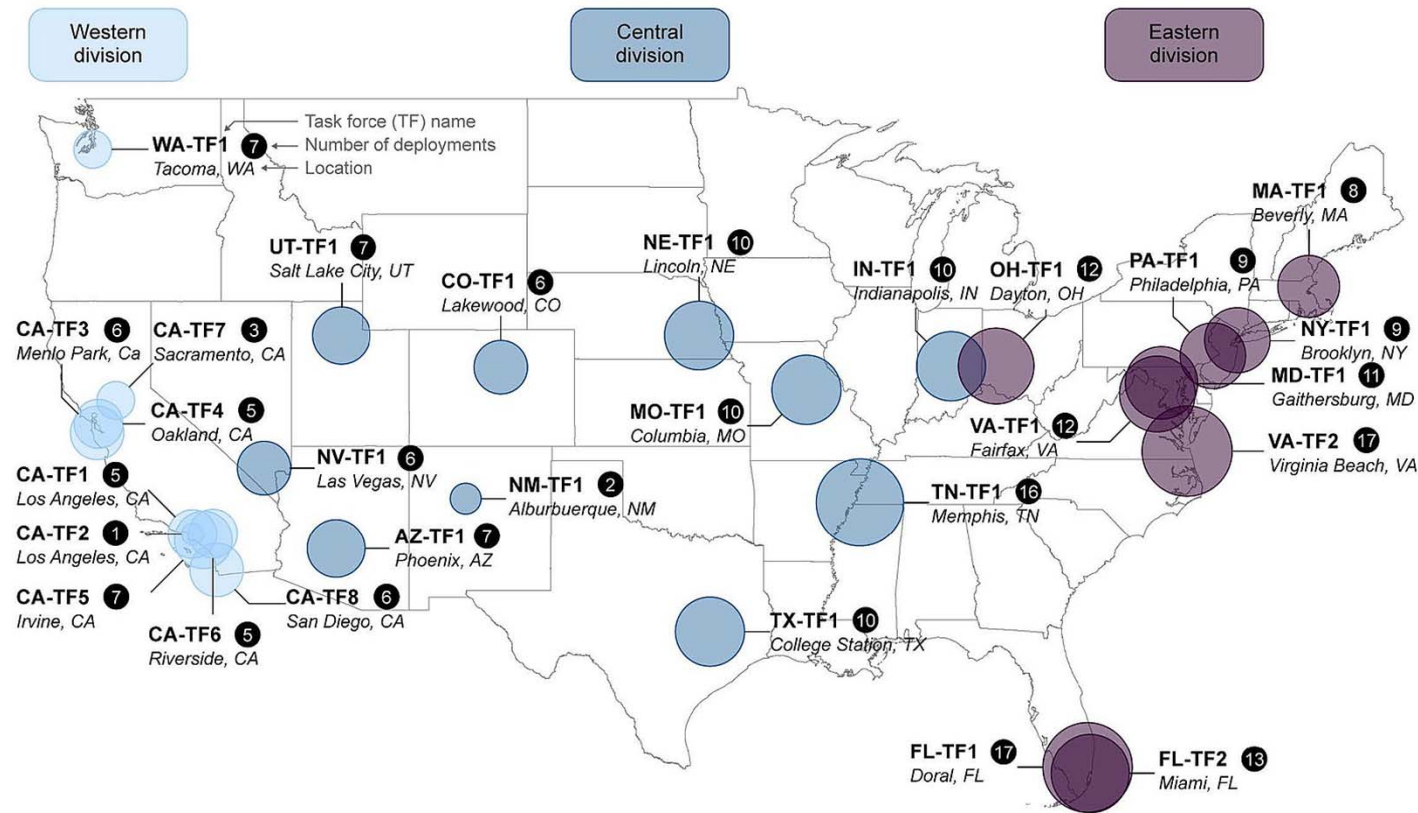 Western
division
Central
division
Eastern
division
WA-TF1 7
Tacoma, WA
Task force (TF) name
Number of deployments
Location
MA-TF1 8
Beverly, MA
UT-TF1 7
Salt Lake City, UT
CO-TF1 6
Lakewood, CO
NE-TF1 10
Lincoln, NE
IN-TF1 10
Indianapolis, IN
OH-TF1 12
Dayton, OH
PA-TF1 9
Philadelphia, PA
CA-TF3 6
Menlo Park, Ca
CA-TF7 3
Sacramento, CA
NY-TF1 9
Brooklyn, NY
MD-TF1 11
Gaithersburg, MD
CA-TF4 5
Oakland, CA
MO-TF1 10
Columbia, MO
VA-TF1 12
Fairfax, VA
VA-TF2 17
Virginia Beach, VA
NV-TF1 6
Las Vegas, NV
CA-TF1 5
Los Angeles, CA
NM-TF1 2
Alburbuerque, NM
TN-TF1 16
Memphis, TN
CA-TF2 1
Los Angeles, CA
AZ-TF1 7
Phoenix, AZ
CA-TF5 7
Irvine, CA
CA-TF8 6
San Diego, CA
CA-TF6 5
Riverside, CA
TX-TF1 10
College Station, TX
FL-TF1 17
Doral, FL
FL-TF2 13
Miami, FL